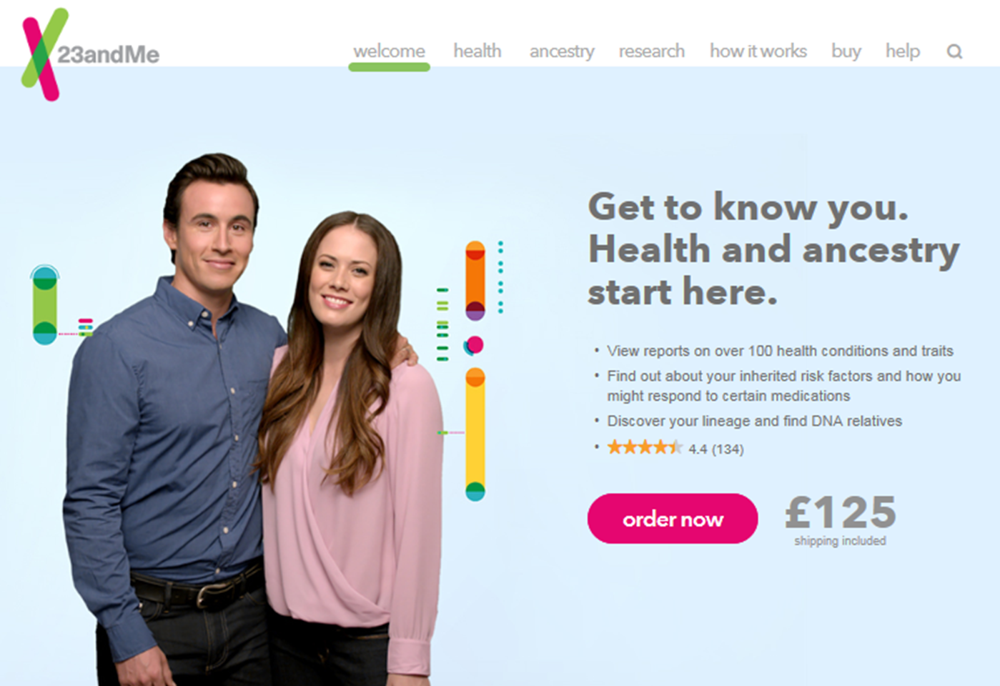 23andMe
welcome health ancestry research how it works buy help
Get to know you.
Health and ancestry
start here.
• View reports on over 100 health conditions and traits
• Find out about your inherited risk factors and how you
might respond to certain medications
• Discover your lineage and find DNA relatives
• 4.4 (134)
order now £125
shipping included